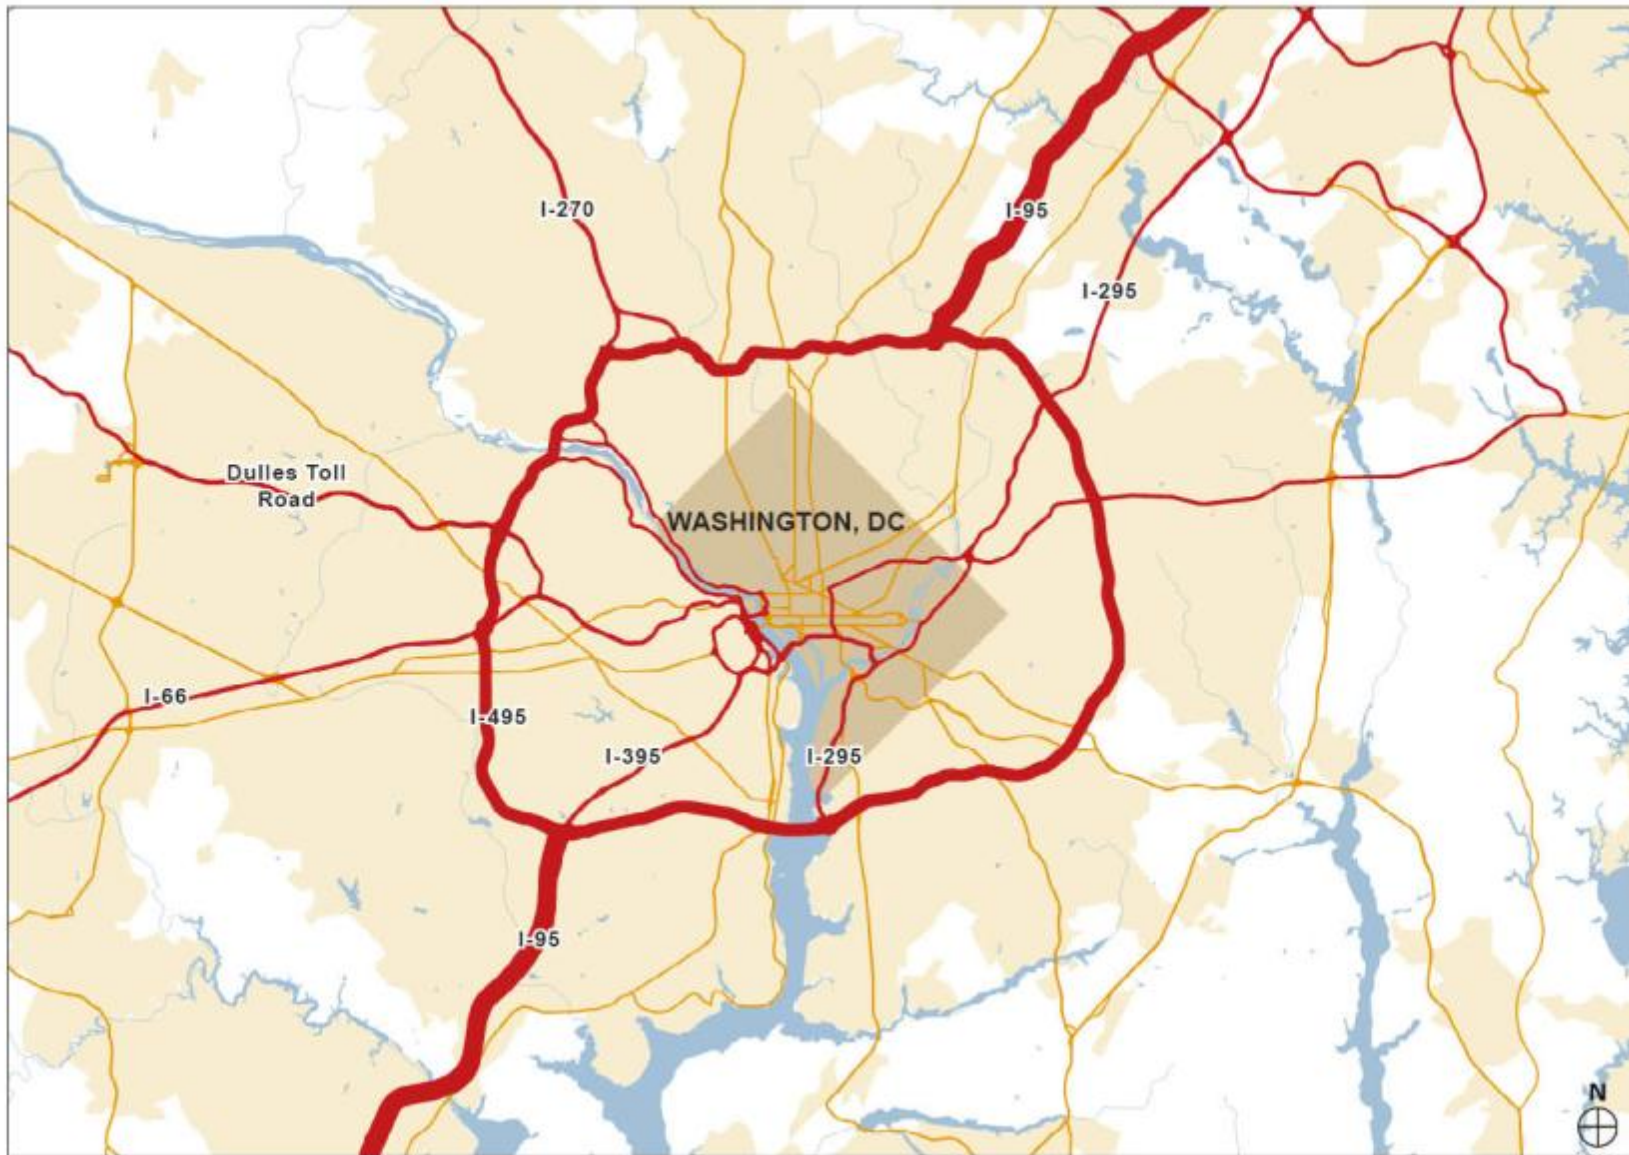 I-270
I-95
I-295
Dulles Toll
Road
WASHINGTON, DC
I-66
I-495
I-395
I-295
I-95
N